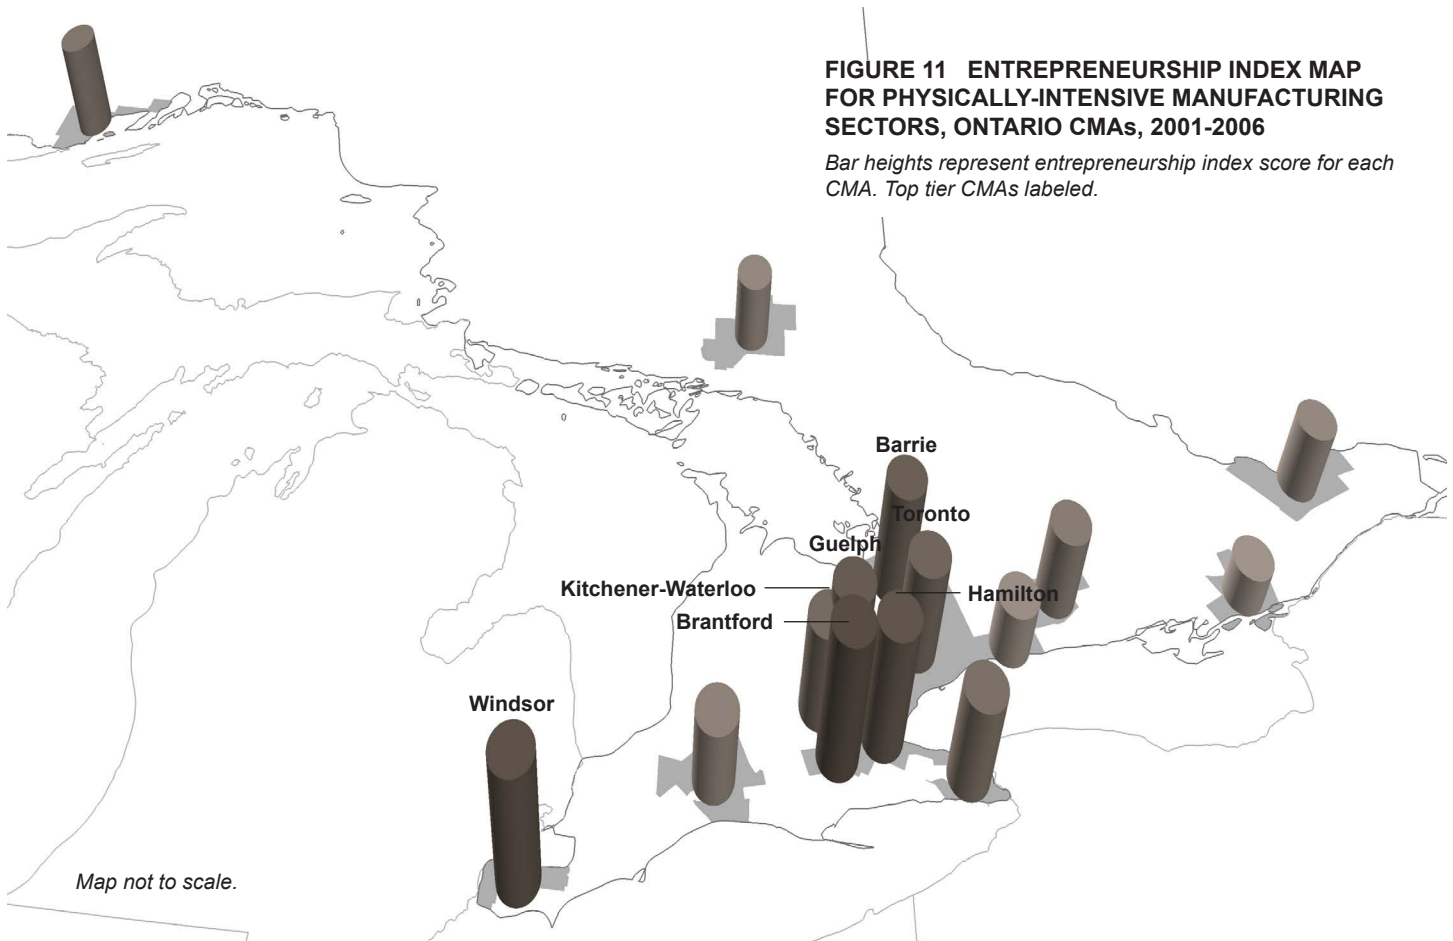 FIGURE 11 ENTREPRENEURSHIP INDEX MAP
FOR PHYSICALLY-INTENSIVE MANUFACTURING
SECTORS, ONTARIO CMAs, 2001-2006
Bar heights represent entrepreneurship index score for each
CMA. Top tier CMAs labeled.
Barrie
Toronto
Guelph
Kitchener-Waterloo
Hamilton
Brantford
Windsor
Map not to scale.